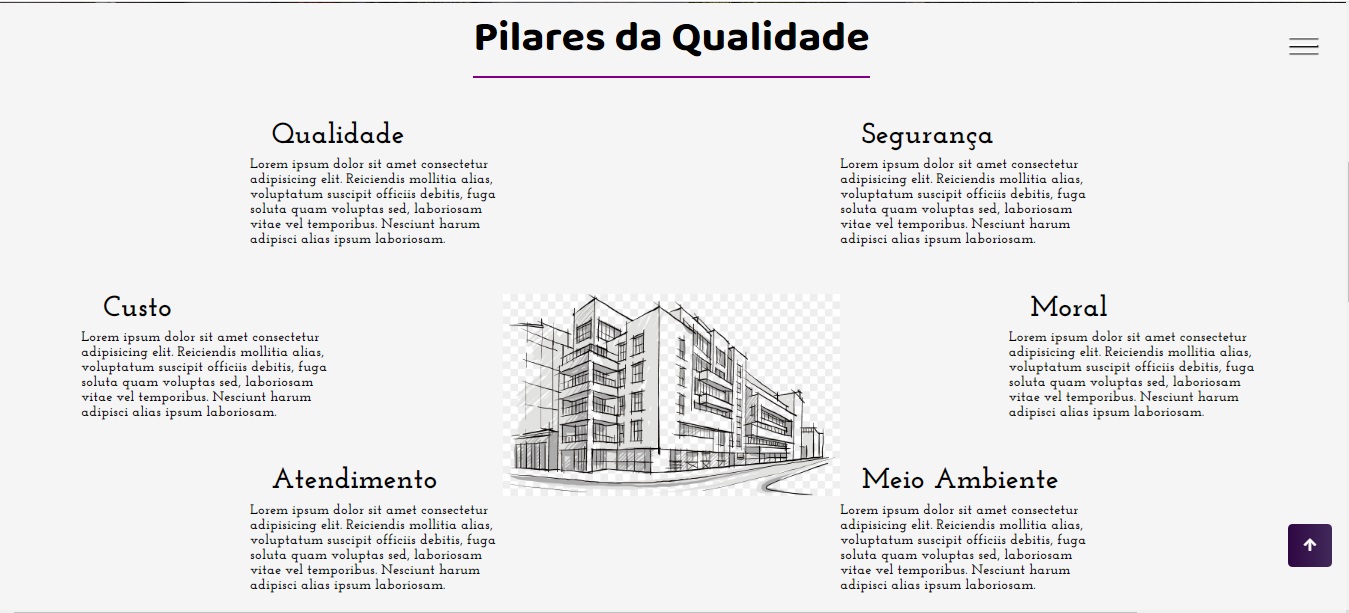 Pilares da Qualidade
Qualidade
Lorem ipsum dolor sit amet consectetur
adipisicing elit. Reiciendis mollitia alias,
voluptatum suscipit officiis debitis, fuga
soluta quam voluptas sed, laboriosam
vitae vel temporibus. Nesciunt harum
adipisci alias ipsum laboriosam.
Segurança
Lorem ipsum dolor sit amet consectetur
adipisicing elit. Reiciendis mollitia alias,
voluptatum suscipit officiis debitis, fuga
soluta quam voluptas sed, laboriosam
vitae vel temporibus. Nesciunt harum
adipisci alias ipsum laboriosam.
Custo
Lorem ipsum dolor sit amet consectetur
adipisicing elit. Reiciendis mollitia alias,
voluptatum suscipit officiis debitis, fuga
soluta quam voluptas sed, laboriosam
vitae vel temporibus. Nesciunt harum
adipisci alias ipsum laboriosam.
Moral
Lorem ipsum dolor sit amet consectetur
adipisicing elit. Reiciendis mollitia alias,
voluptatum suscipit officiis debitis, fuga
soluta quam voluptas sed, laboriosam
vitae vel temporibus. Nesciunt harum
adipisci alias ipsum laboriosam.
Atendimento
Lorem ipsum dolor sit amet consectetur
adipisicing elit. Reiciendis mollitia alias,
voluptatum suscipit officiis debitis, fuga
soluta quam voluptas sed, laboriosam
vitae vel temporibus. Nesciunt harum
adipisci alias ipsum laboriosam.
Meio Ambiente
Lorem ipsum dolor sit amet consectetur
adipisicing elit. Reiciendis mollitia alias,
voluptatum suscipit officiis debitis, fuga
soluta quam voluptas sed, laboriosam
vitae vel temporibus. Nesciunt harum
adipisci alias ipsum laboriosam.